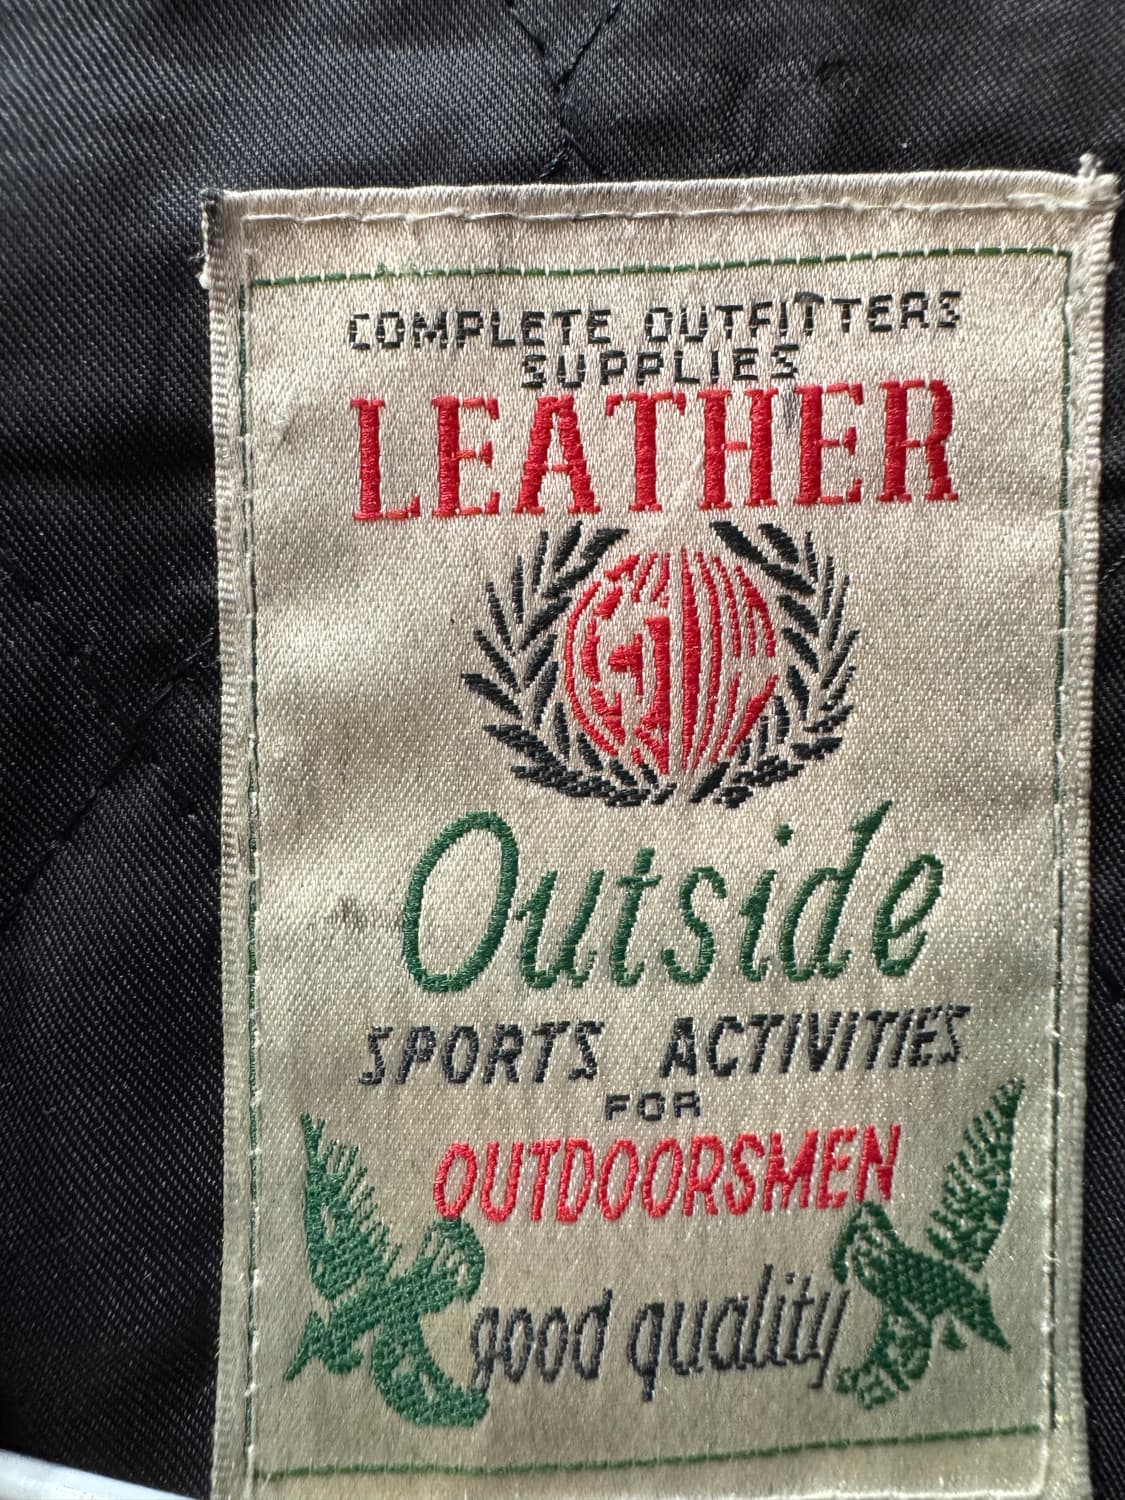 COMPLETE OUTFITTERS
SUPPLIES
LEATHER
Outside
SPORTS ACTIVITIES
FOR
OUTDOORSMEN
good quality